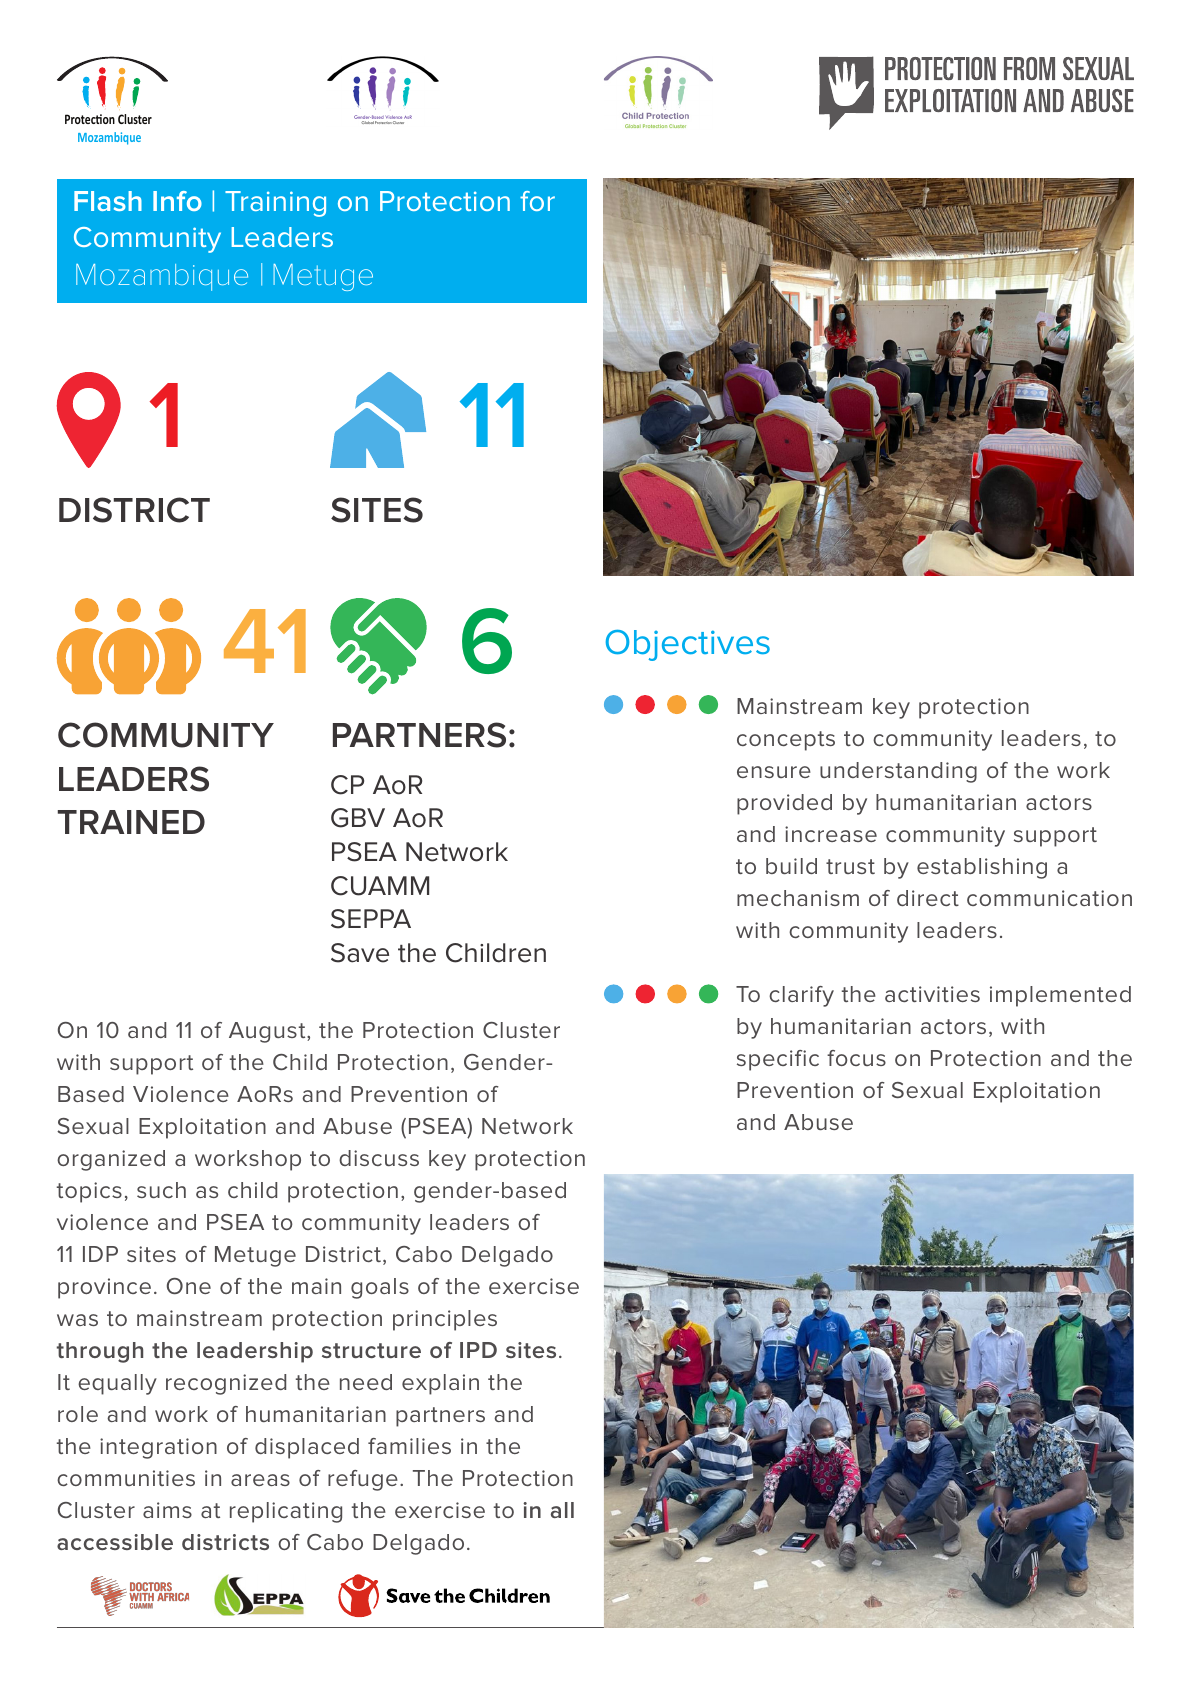 Protection Cluster
Mozambique
Gender-Based Violence AoR
Global Protection Cluster
Child Protection
Global Protection Cluster
PROTECTION FROM SEXUAL
EXPLOITATION AND ABUSE
Flash Info | Training on Protection for
Community Leaders
Mozambique | Metuge
1
DISTRICT
11
SITES
41
COMMUNITY
LEADERS
TRAINED
6
PARTNERS:
CP AoR
GBV AoR
PSEA Network
CUAMM
SEPPA
Save the Children
On 10 and 11 of August, the Protection Cluster
with support of the Child Protection, Gender-
Based Violence AoRs and Prevention of
Sexual Exploitation and Abuse (PSEA) Network
organized a workshop to discuss key protection
topics, such as child protection, gender-based
violence and PSEA to community leaders of
11 IDP sites of Metuge District, Cabo Delgado
province. One of the main goals of the exercise
was to mainstream protection principles
through the leadership structure of IPD sites.
It equally recognized the need explain the
role and work of humanitarian partners and
the integration of displaced families in the
communities in areas of refuge. The Protection
Cluster aims at replicating the exercise to in all
accessible districts of Cabo Delgado.
DOCTORS
WITH AFRICA
CUAMM
SEPPA
Save the Children
Objectives
Mainstream key protection
concepts to community leaders, to
ensure understanding of the work
provided by humanitarian actors
and increase community support
to build trust by establishing a
mechanism of direct communication
with community leaders.
To clarify the activities implemented
by humanitarian actors, with
specific focus on Protection and the
Prevention of Sexual Exploitation
and Abuse